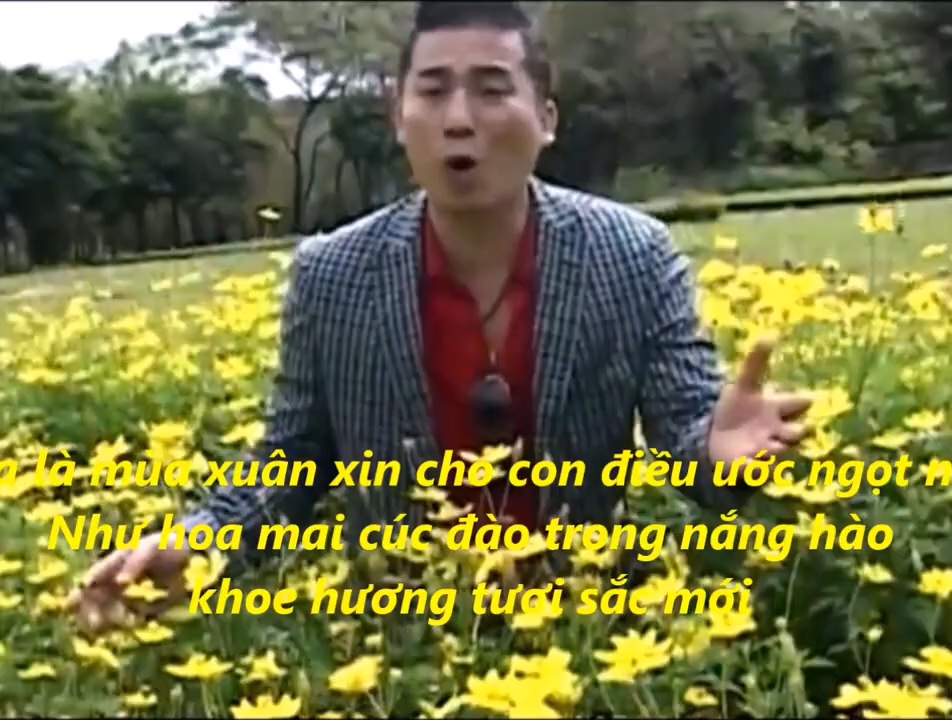 là mùa xuân xin cho con điều ước ngọt
Như hoa mai cúc đào trong nắng hào
khoe hương tươi sắc mới